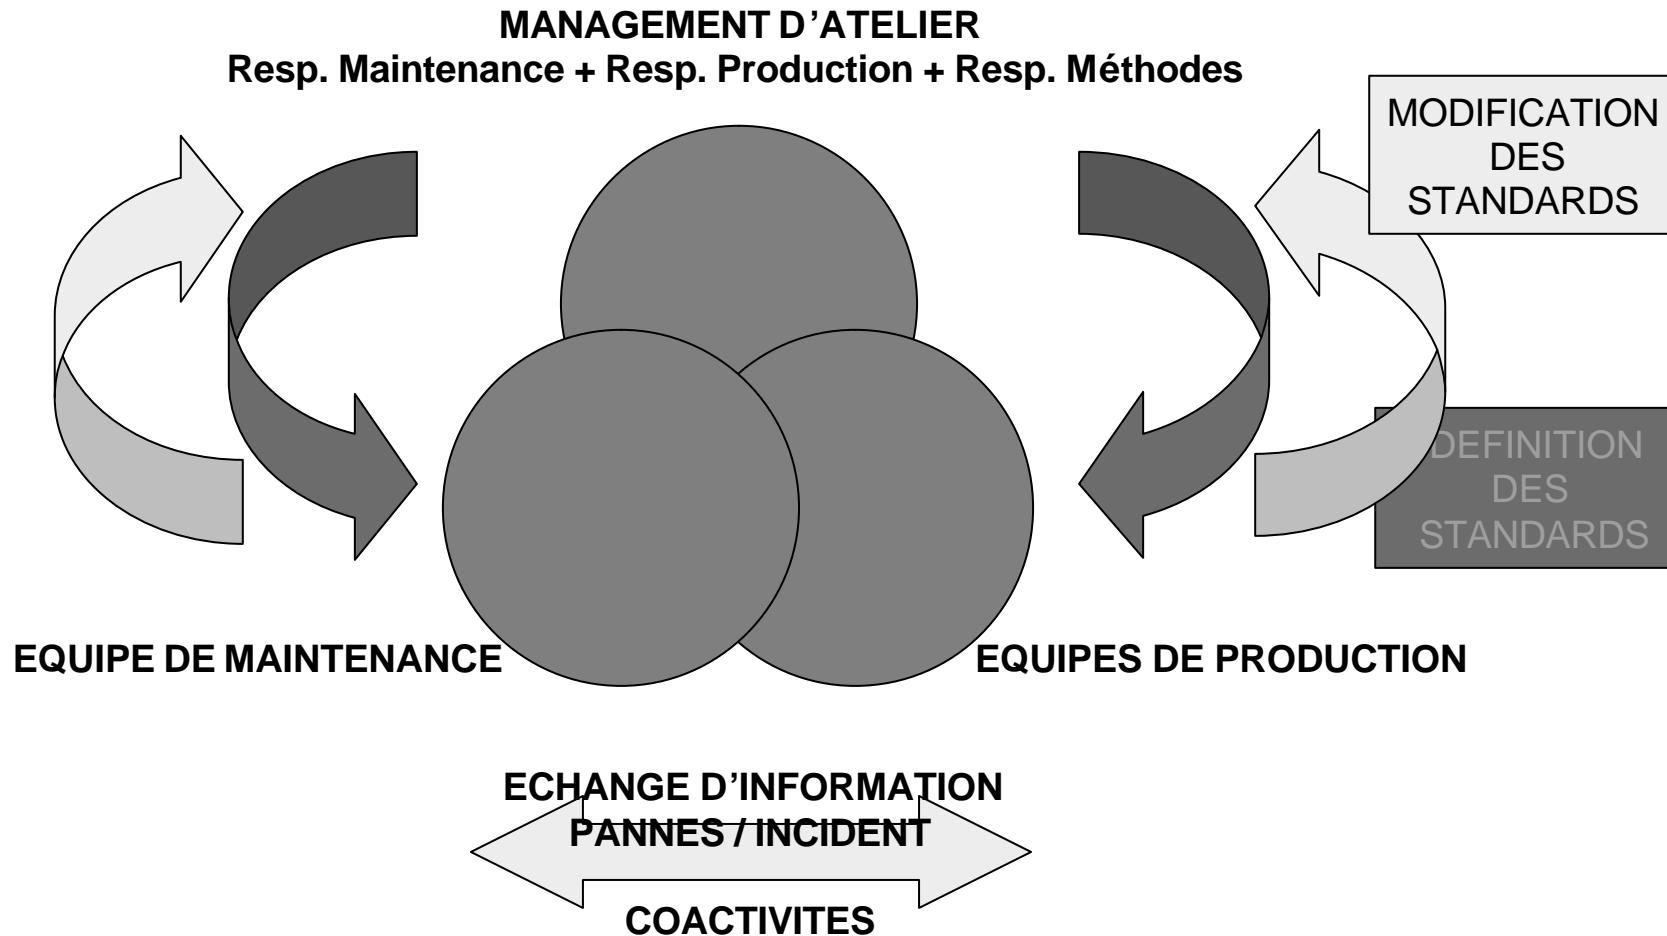 MANAGEMENT D’ATELIER
Resp. Maintenance + Resp. Production + Resp. Méthodes
MODIFICATION
DES
STANDARDS
DEFINITION
DES
STANDARDS
EQUIPE DE MAINTENANCE
EQUIPES DE PRODUCTION
ECHANGE D’INFORMATION
PANNES / INCIDENT
COACTIVITES